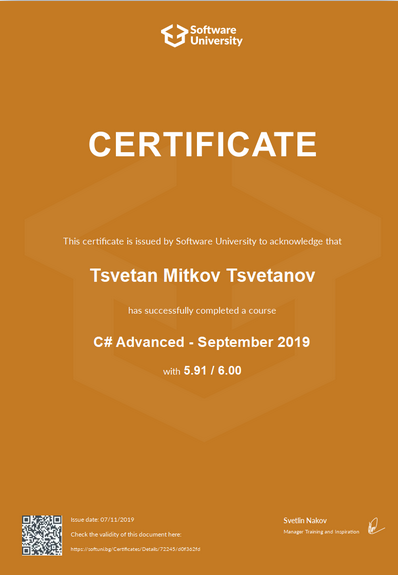 Software
University
CERTIFICATE
This certificate is issued by Software University to acknowledge that
Tsvetan Mitkov Tsvetanov
has successfully completed a course
C# Advanced - September 2019
with 5.91 / 6.00
Issue date: 07/11/2019
Check the validity of this document here:
https://softuni.bg/Certificates/Details/72245/d0f362fd
Svetlin Nakov
Manager Training and Inspiration